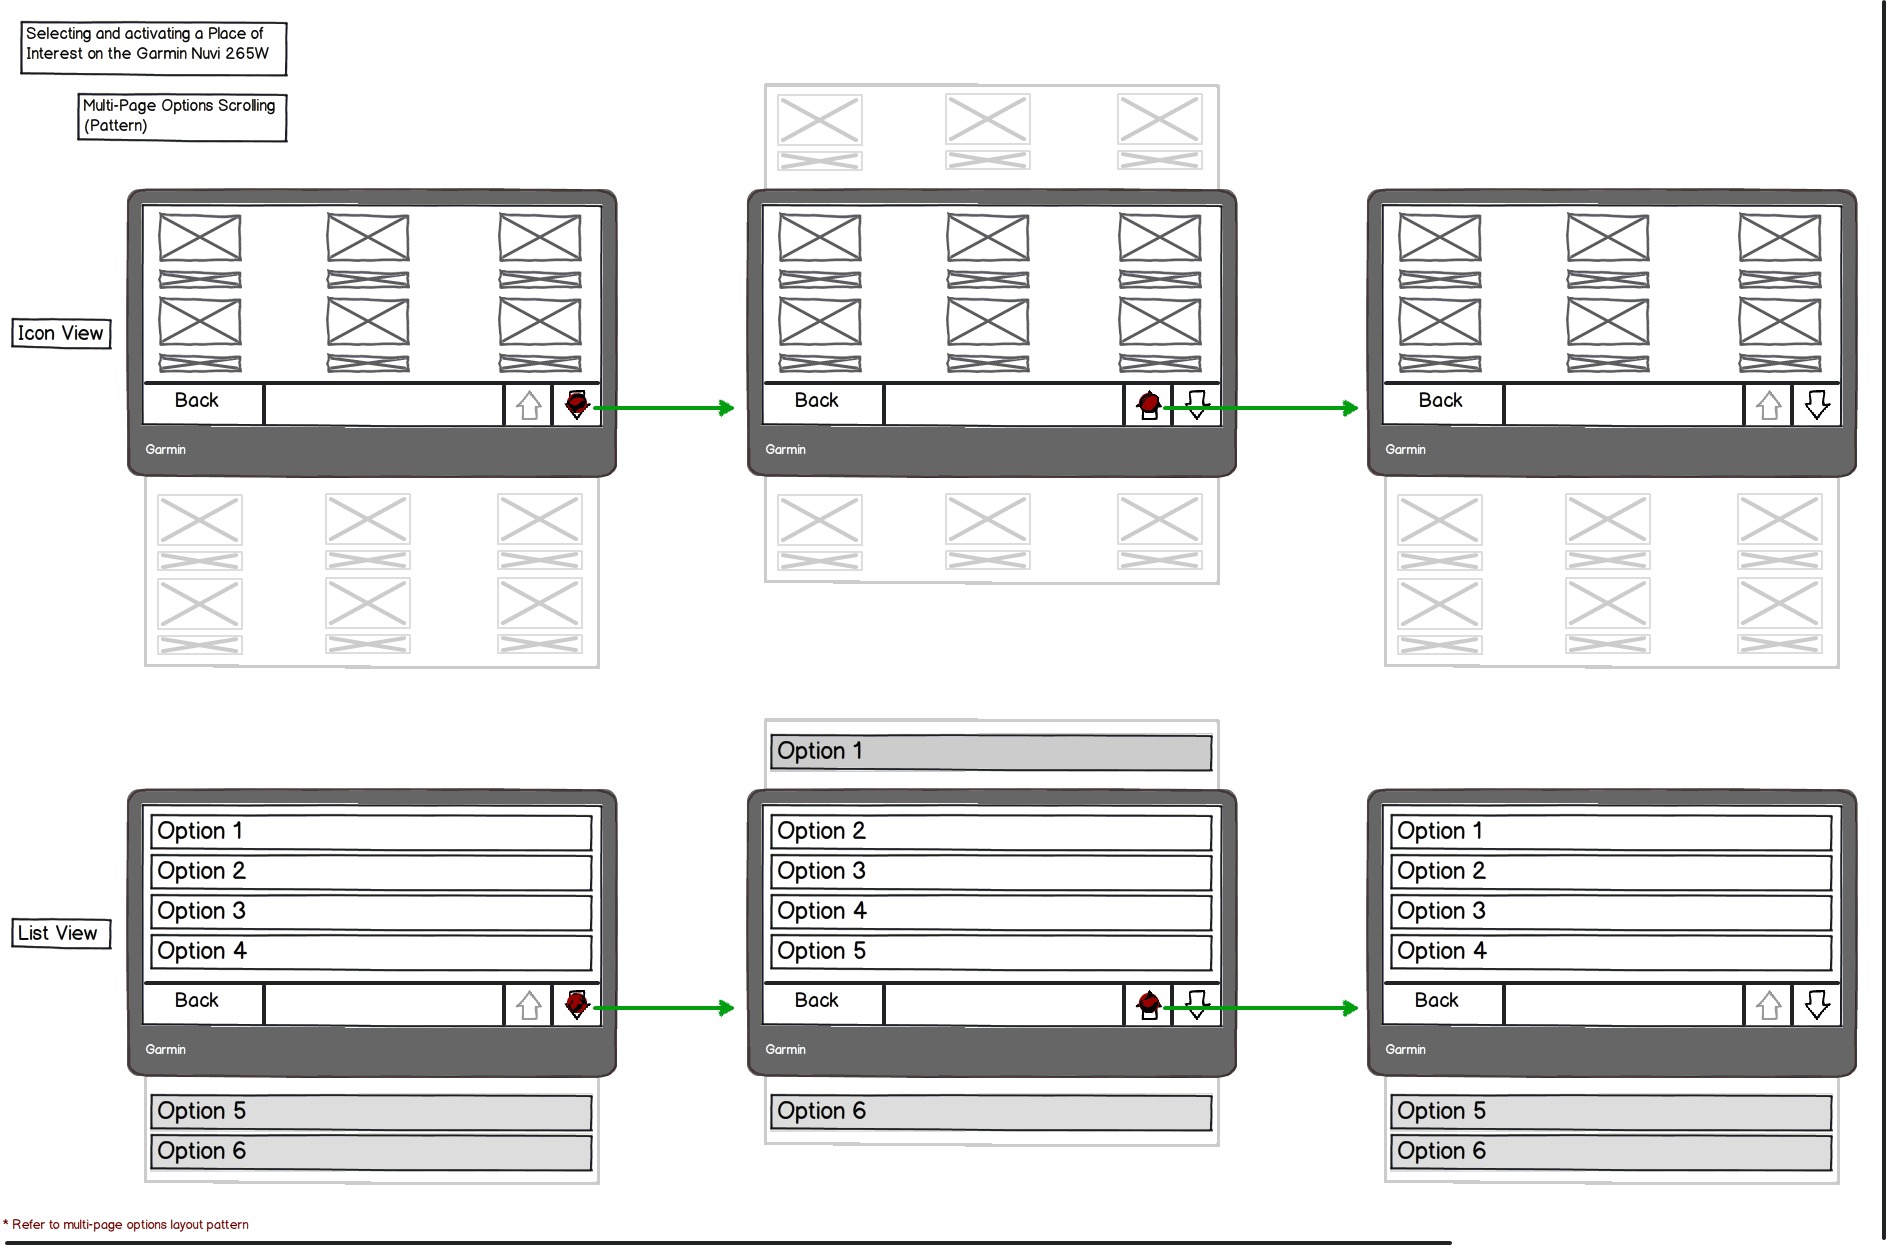 Selecting and activating a Place of
Interest on the Garmin Nuvi 265W
Multi-Page Options Scrolling
(Pattern)
Icon View
Back
Garmin
Back
Garmin
Back
Garmin
List View
Option 1
Option 2
Option 3
Option 4
Back
Garmin
Option 5
Option 6
Option 1
Option 2
Option 3
Option 4
Option 5
Back
Garmin
Option 6
Option 1
Option 2
Option 3
Option 4
Back
Garmin
Option 5
Option 6
* Refer to multi-page options layout pattern